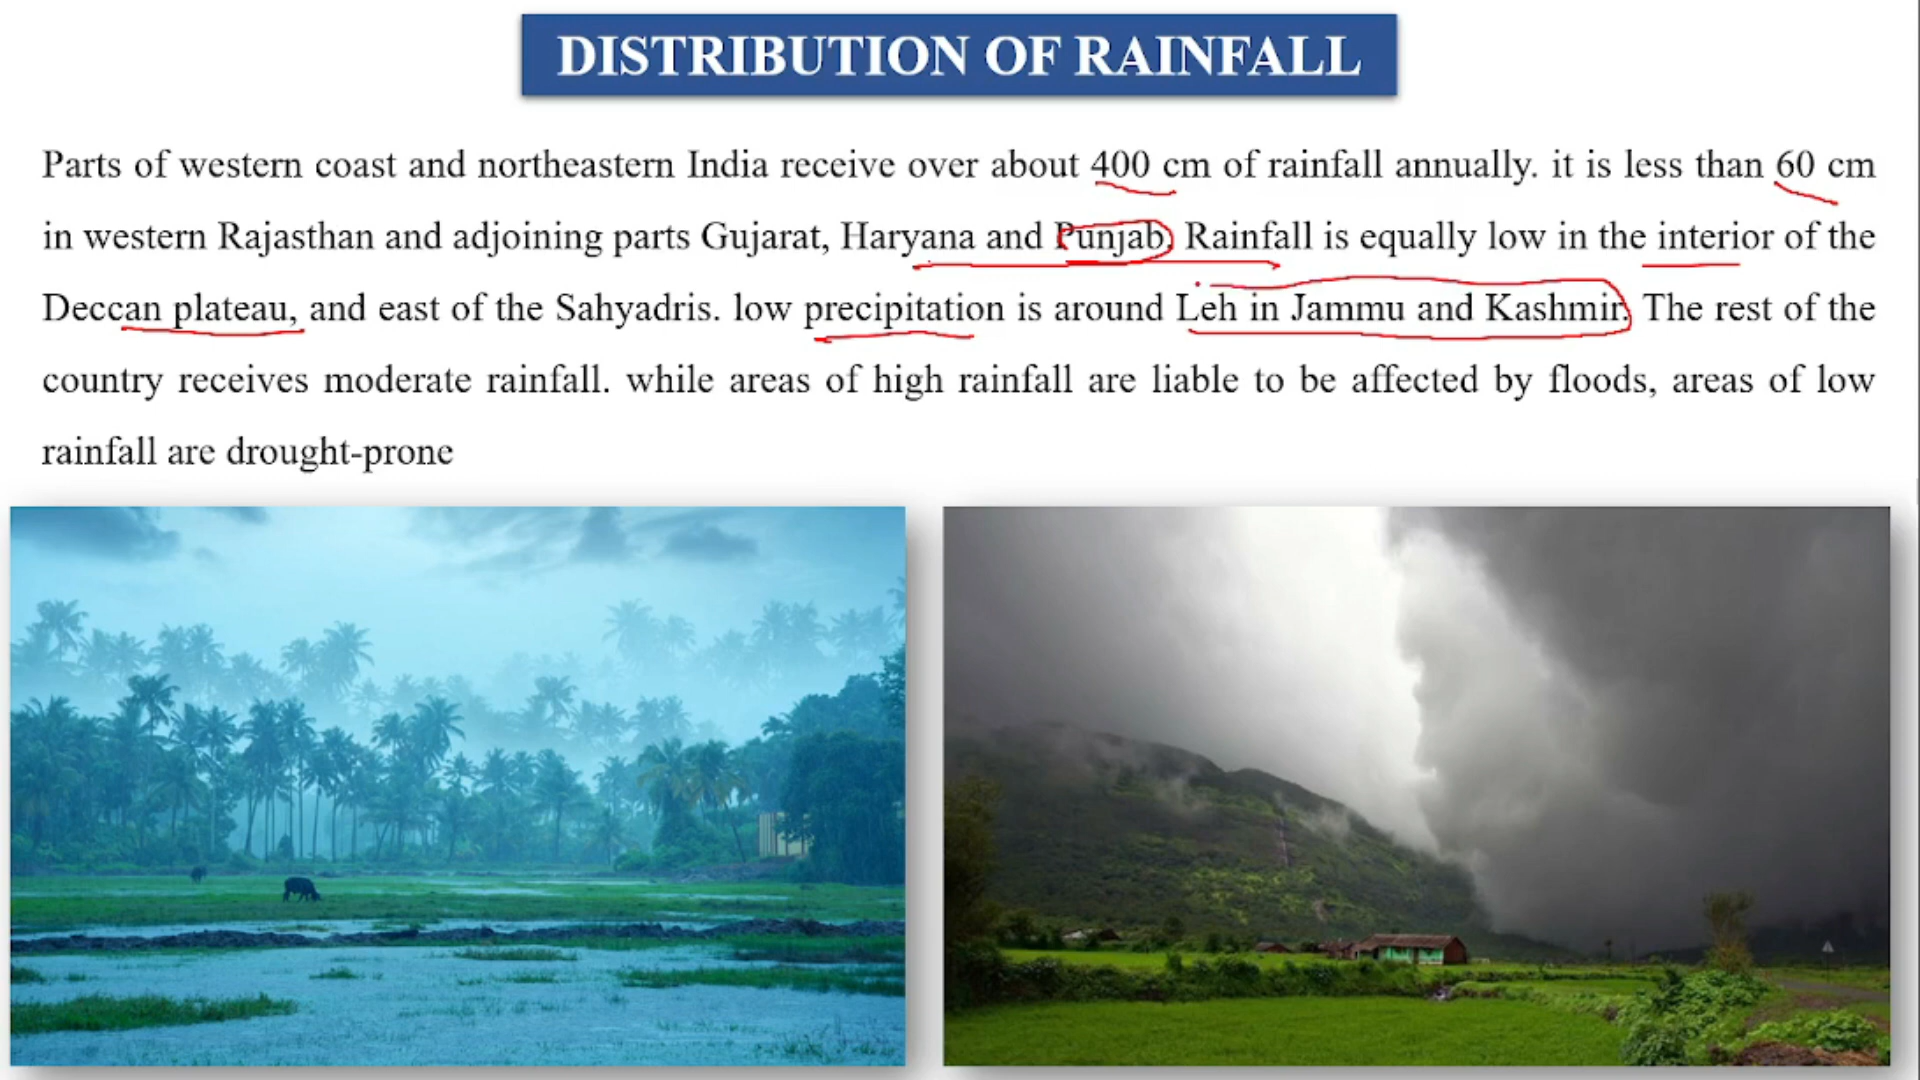 DISTRIBUTION OF RAINFALL
Parts of western coast and northeastern India receive over about 400 cm of rainfall annually. it is less than 60 cm
in western Rajasthan and adjoining parts Gujarat, Haryana and Punjab. Rainfall is equally low in the interior of the
Deccan plateau, and east of the Sahyadris. low precipitation is around Leh in Jammu and Kashmir. The rest of the
country receives moderate rainfall. while areas of high rainfall are liable to be affected by floods, areas of low
rainfall are drought-prone